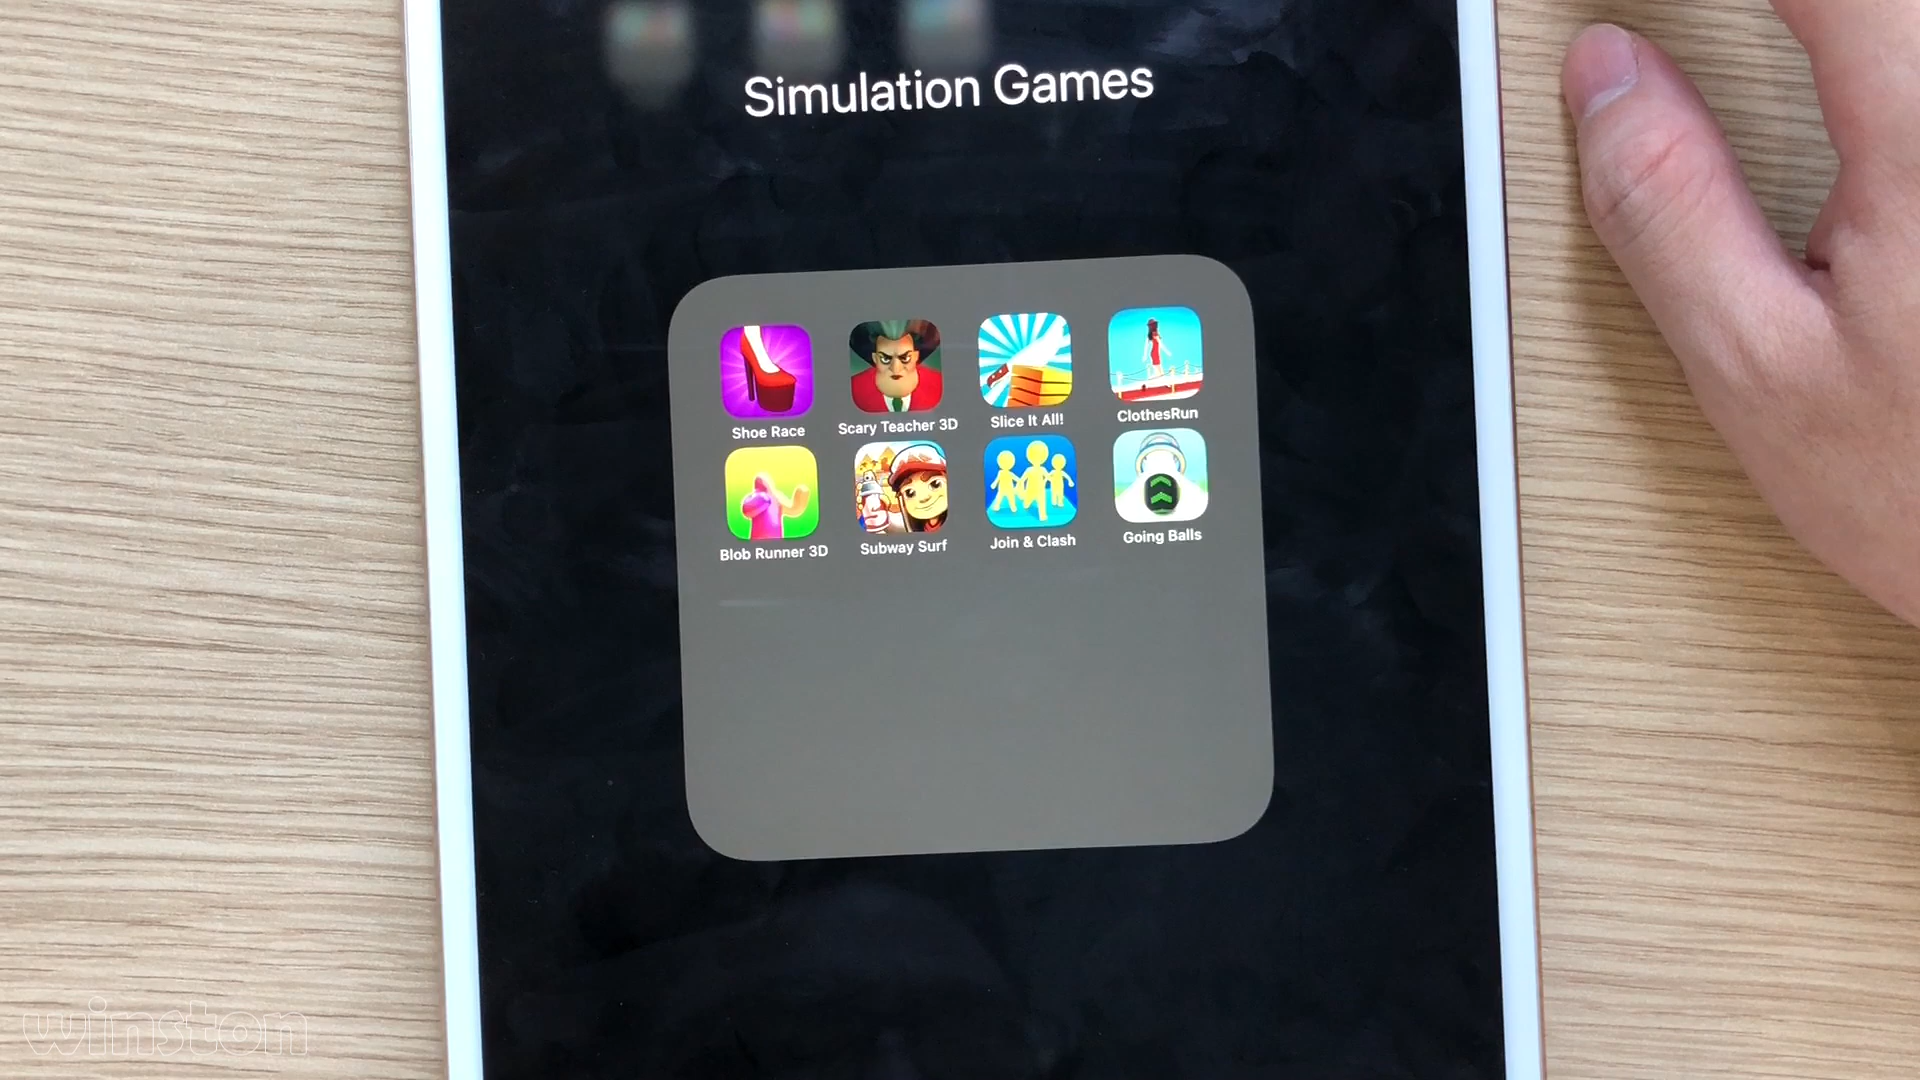 Simulation Games
Shoe Race
Scary Teacher 3D
Slice It All!
ClothesRun
Blob Runner 3D
Subway Surf
Join & Clash
Going Balls
winston